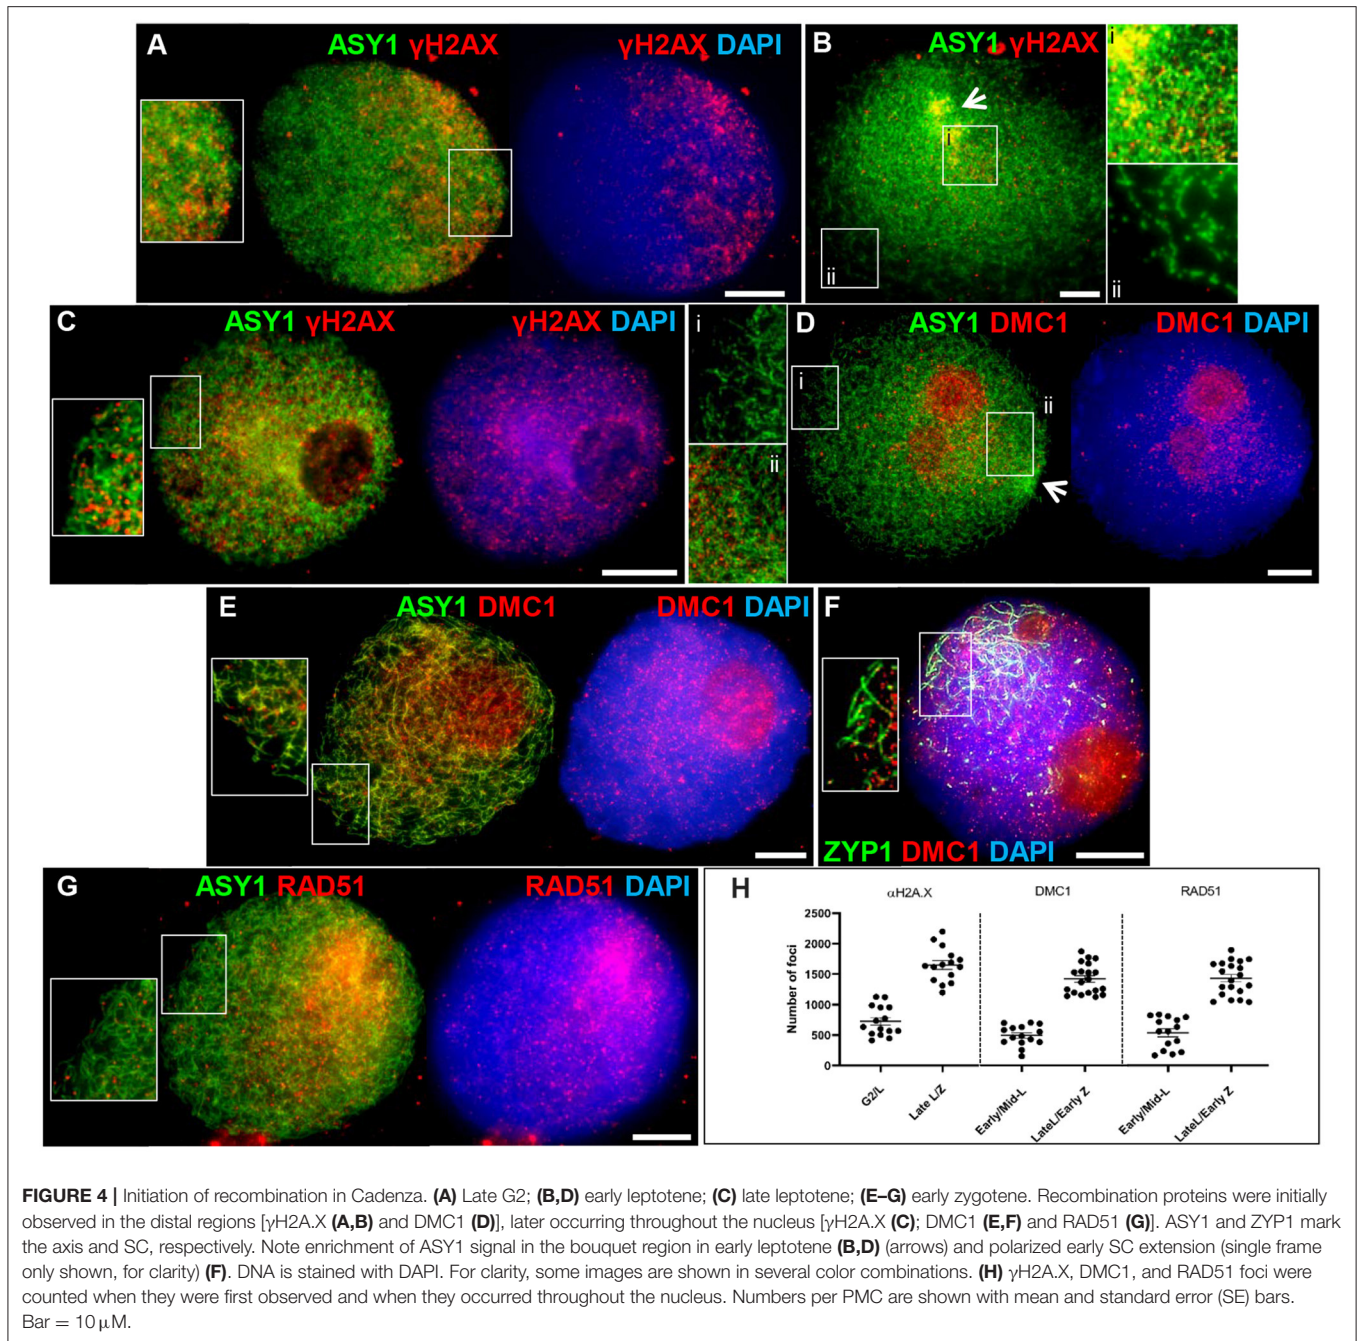 A
ASY1 γH2AX
γH2AX DAPI
B
ASY1 γH2AX
i
i
ii
ii
C
ASY1 γH2AX
γH2AX DAPI
i
ii
D
ASY1 DMC1
DMC1 DAPI
i
ii
E
ASY1 DMC1
DMC1 DAPI
F
ZYP1 DMC1 DAPI
G
ASY1 RAD51
RAD51 DAPI
H
αH2A.X
DMC1
RAD51
Number of foci
2500
2000
1500
1000
500
0
G2/L
Late L/Z
Early/Mid-L
LateL/Early Z
Early/Mid-L
LateL/Early Z
FIGURE 4 | Initiation of recombination in Cadenza. (A) Late G2; (B,D) early leptotene; (C) late leptotene; (E–G) early zygotene. Recombination proteins were initially
observed in the distal regions [γH2A.X (A,B) and DMC1 (D)], later occurring throughout the nucleus [γH2A.X (C); DMC1 (E,F) and RAD51 (G)]. ASY1 and ZYP1 mark
the axis and SC, respectively. Note enrichment of ASY1 signal in the bouquet region in early leptotene (B,D) (arrows) and polarized early SC extension (single frame
only shown, for clarity) (F). DNA is stained with DAPI. For clarity, some images are shown in several color combinations. (H) γH2A.X, DMC1, and RAD51 foci were
counted when they were first observed and when they occurred throughout the nucleus. Numbers per PMC are shown with mean and standard error (SE) bars.
Bar = 10 μM.